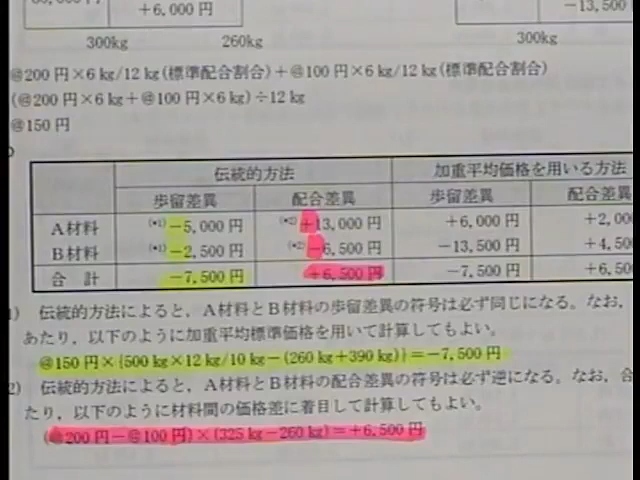 +6,000 円
-13,500
300kg 260kg 300kg
@200 円×6 kg/12 kg(標準配合割合)+@100 円×6 kg/12 kg(標準配合割合)
(@200 円×6 kg+@100 円×6 kg)÷12 kg
@150 円
伝統的方法 加重平均価格を用いる方法
歩留差異 配合差異 歩留差異 配合差異
A材料 (*1) -5,000 円 (*2) +13,000 円 +6,000 円 +2,00
B材料 (*1) -2,500 円 (*2) -6,500 円 -13,500 円 +4,50
合 計 -7,500 円 +6,500 円 -7,500 円 +6,50
1) 伝統的方法によると,A材料とB材料の歩留差異の符号は必ず同じになる。なお,
あたり,以下のように加重平均標準価格を用いて計算してもよい。
@150 円×{500 kg×12 kg/10 kg-(260 kg+390 kg)}=-7,500 円
2) 伝統的方法によると,A材料とB材料の配合差異の符号は必ず逆になる。なお,合
たり,以下のように材料間の価格差に着目して計算してもよい。
(@200 円-@100 円)×(325 kg-260 kg)=+6,500 円